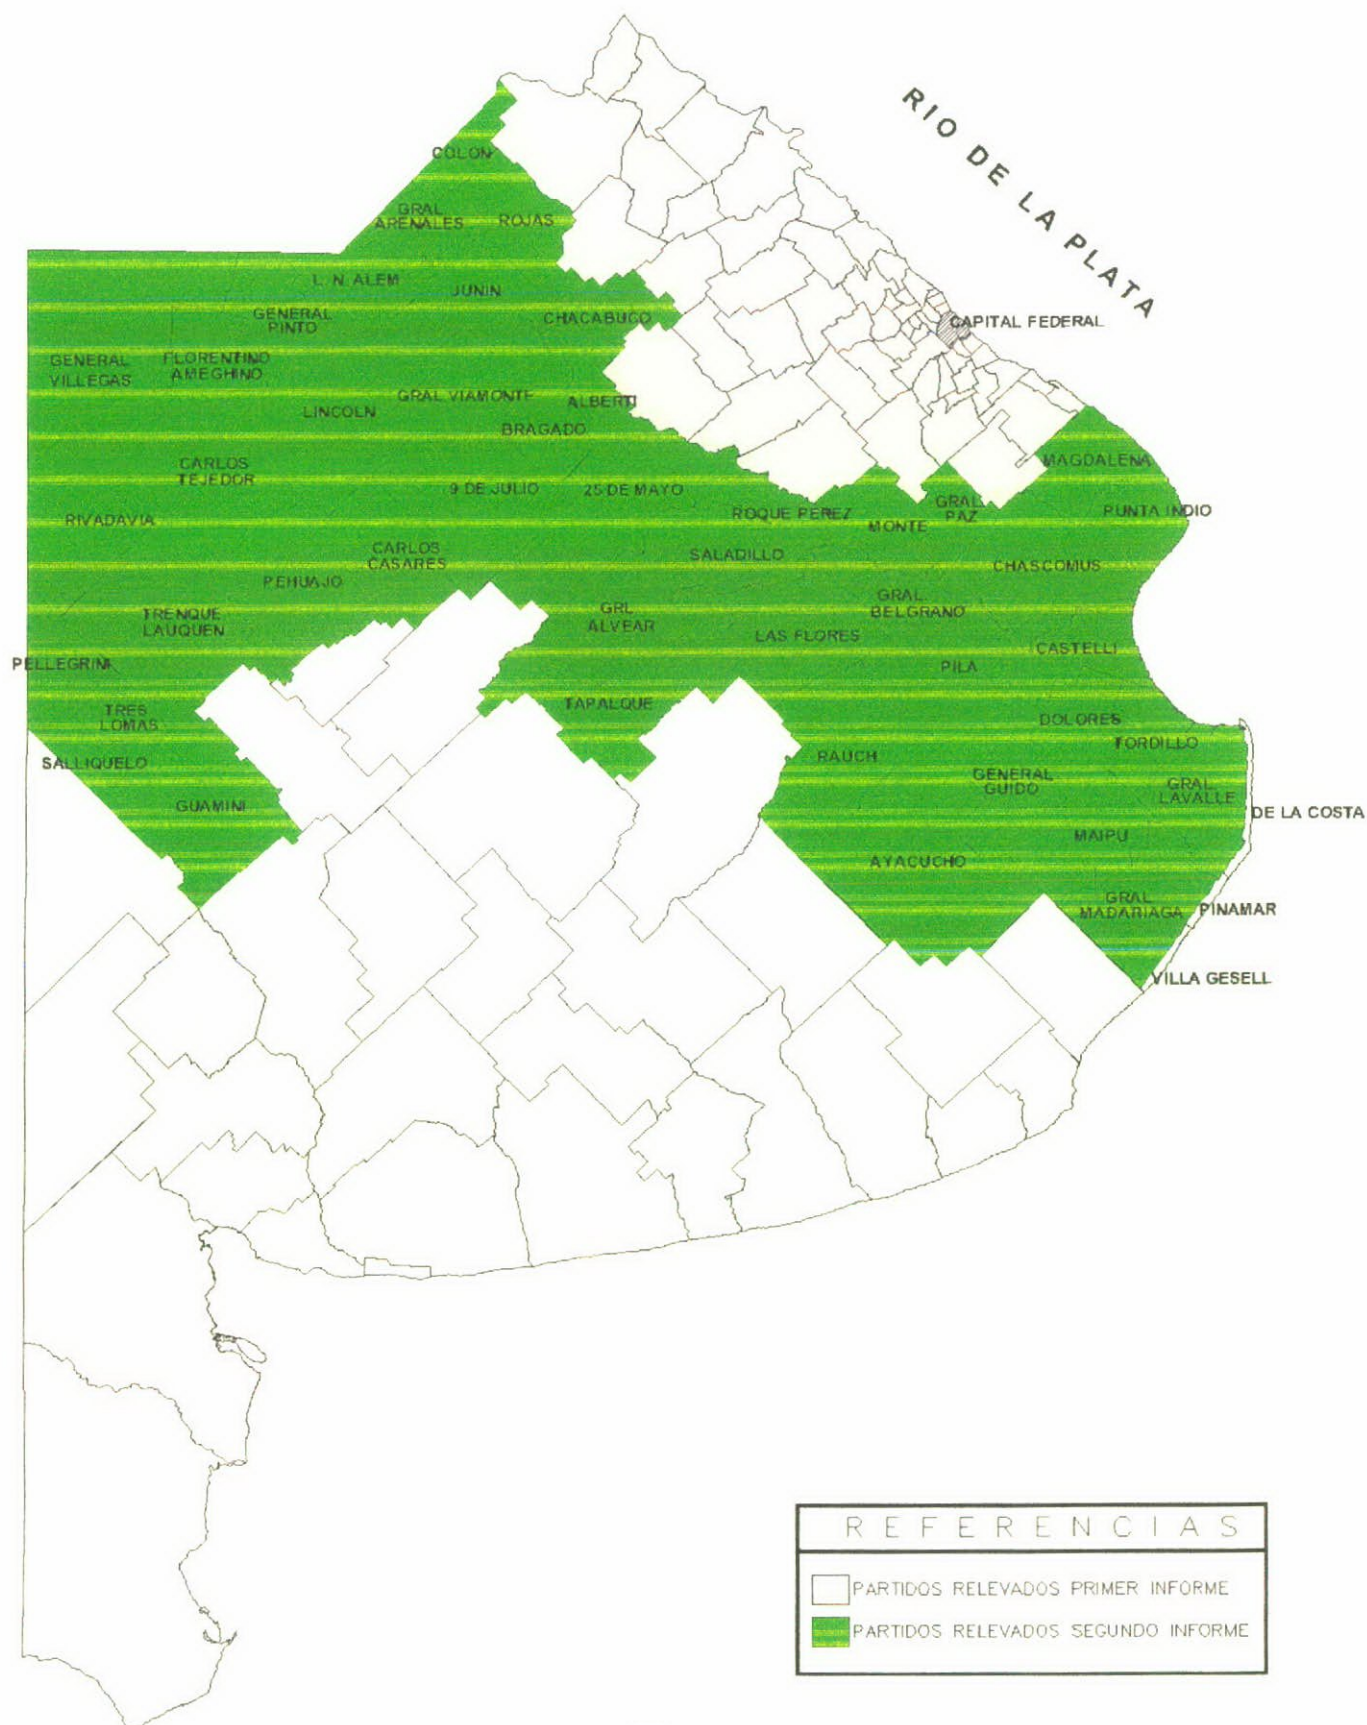 RIO DE LA PLATA
COLON
GRAL
ARENALES
ROJAS
L. N. ALEM
JUNIN
GENERAL
PINTO
CHACABUCO
CAPITAL FEDERAL
GENERAL
VILLEGAS
FLORENTINO
AMEGHINO
GRAL VIAMONTE
ALBERTI
LINCOLN
BRAGADO
CARLOS
TEJEDOR
MAGDALENA
9 DE JULIO
25 DE MAYO
RIVADAVIA
ROQUE PEREZ
GRAL
PAZ
MONTE
PUNTA INDIO
CARLOS
CASARES
SALADILLO
CHASCOMUS
PEHUAJO
TRENQUE
LAUQUEN
GRL
ALVEAR
GRAL
BELGRANO
LAS FLORES
CASTELLI
PELLEGRINI
PILA
TRES
LOMAS
TAPALQUE
DOLORES
TORDILLO
SALLIQUELO
RAUCH
GENERAL
GUIDO
GRAL
LAVALLE
GUAMINI
DE LA COSTA
MAIPU
AYACUCHO
GRAL
MADARIAGA
PINAMAR
VILLA GESELL
REFERENCIAS
PARTIDOS RELEVADOS PRIMER INFORME
PARTIDOS RELEVADOS SEGUNDO INFORME